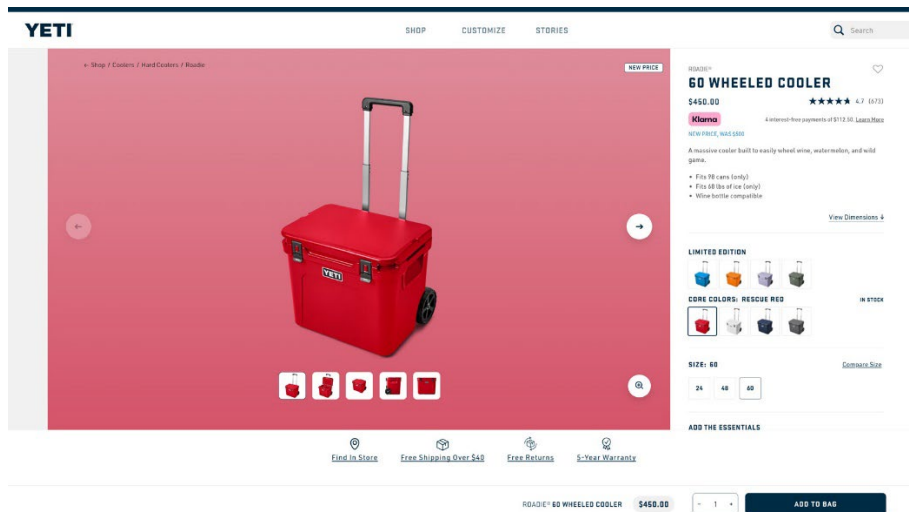 YETI
SHOP CUSTOMIZE STORIES
Search
← Shop / Coolers / Hard Coolers / Roadie
NEW PRICE
YETI
ROADIE®
60 WHEELED COOLER
$450.00
4.7 (673)
Klarna
4 interest-free payments of $112.50. Learn More
NEW PRICE, WAS $500
A massive cooler built to easily wheel wine, watermelon, and wild
game.
• Fits 98 cans (only)
• Fits 68 lbs of ice (only)
• Wine bottle compatible
View Dimensions ↓
LIMITED EDITION
CORE COLORS: RESCUE RED IN STOCK
SIZE: 60 Compare Size
24 48 60
ADD THE ESSENTIALS
Find In Store Free Shipping Over $40 Free Returns 5-Year Warranty
ROADIE® 60 WHEELED COOLER $450.00 - 1 + ADD TO BAG